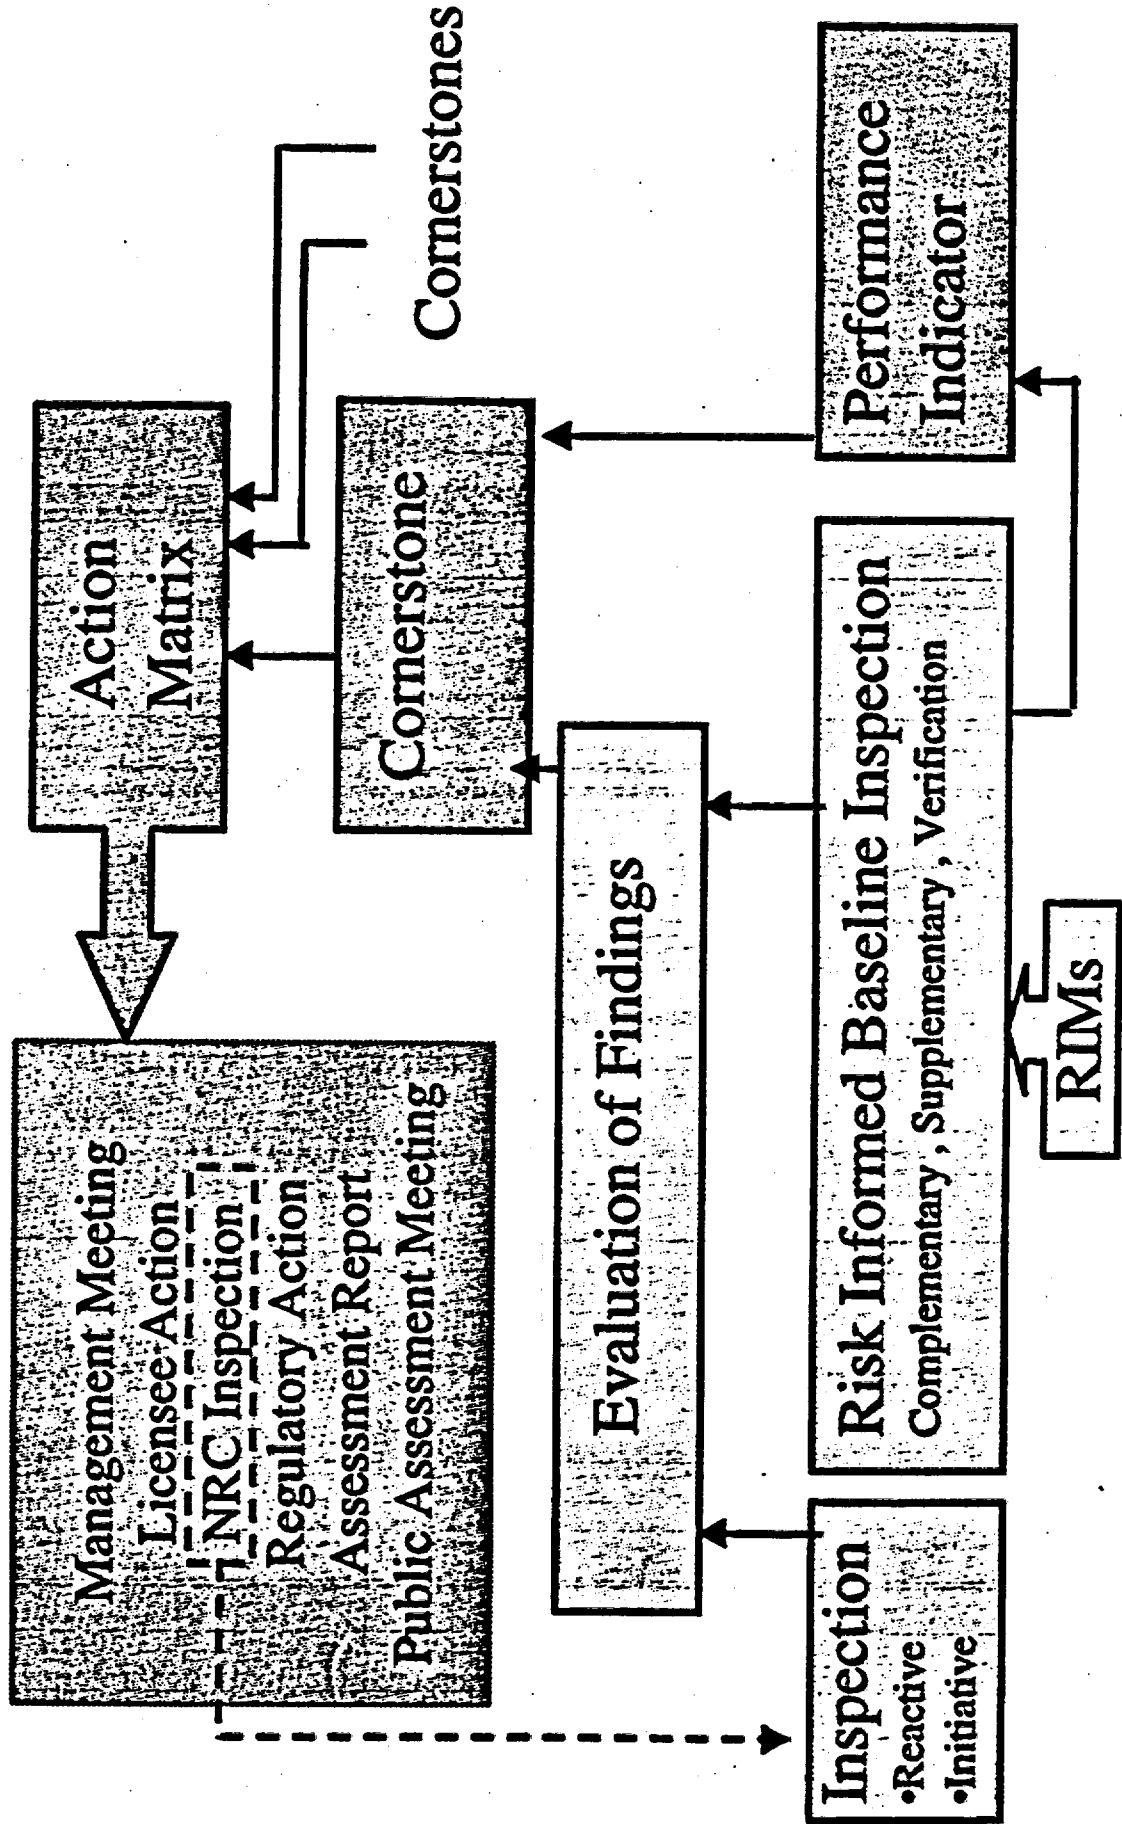 Management Meeting
Licensee Action
NRC Inspection
Regulatory Action
Assessment Report
Public Assessment Meeting
Action
Matrix
Cornerstone
Cornerstones
Evaluation of Findings
Inspection
•Reactive
•Initiative
Risk Informed Baseline Inspection
Complementary , Supplementary , Verification
Performance
Indicator
RIMs